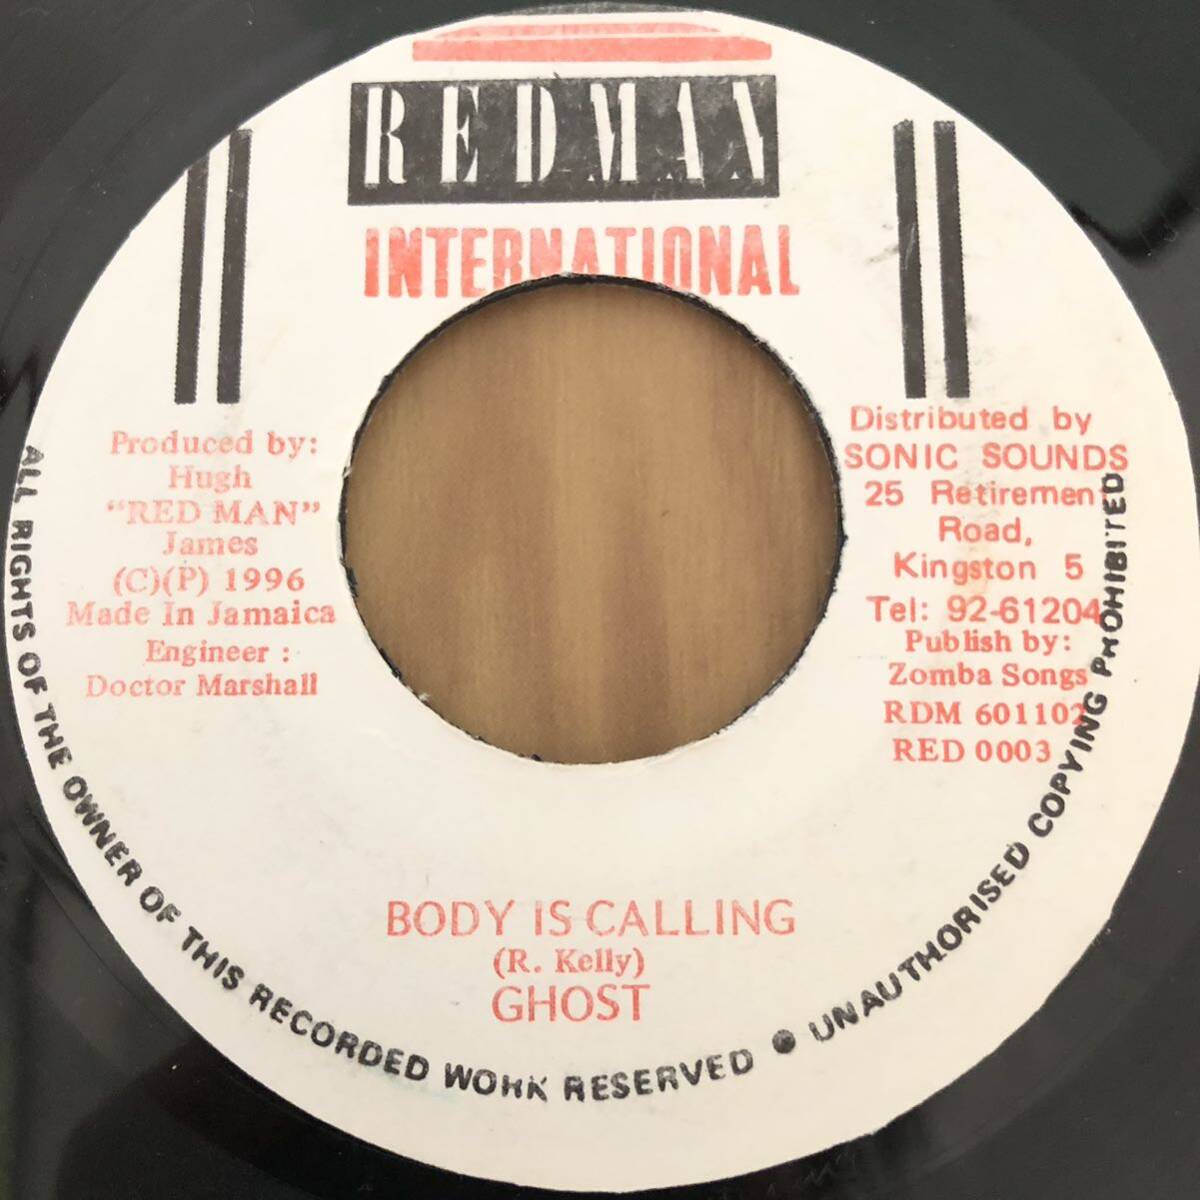 REDMAN
INTERNATIONAL
Produced by:
Hugh
"RED MAN"
James
(C)(P) 1996
Made In Jamaica
Engineer :
Doctor Marshall
Distributed by
SONIC SOUNDS
25 Retirement
Road,
Kingston 5
Tel: 92-61204
Publish by:
Zomba Songs
RDM 601102
RED 0003
BODY IS CALLING
(R. Kelly)
GHOST
ALL RIGHTS OF THE OWNER OF THIS RECORDED WORK RESERVED ● UNAUTHORISED COPYING PROHIBITED